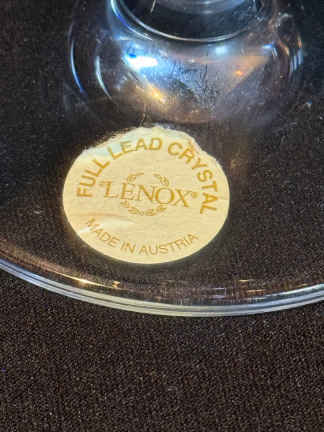 FULL LEAD CRYSTAL
"LENOX"®
MADE IN AUSTRIA